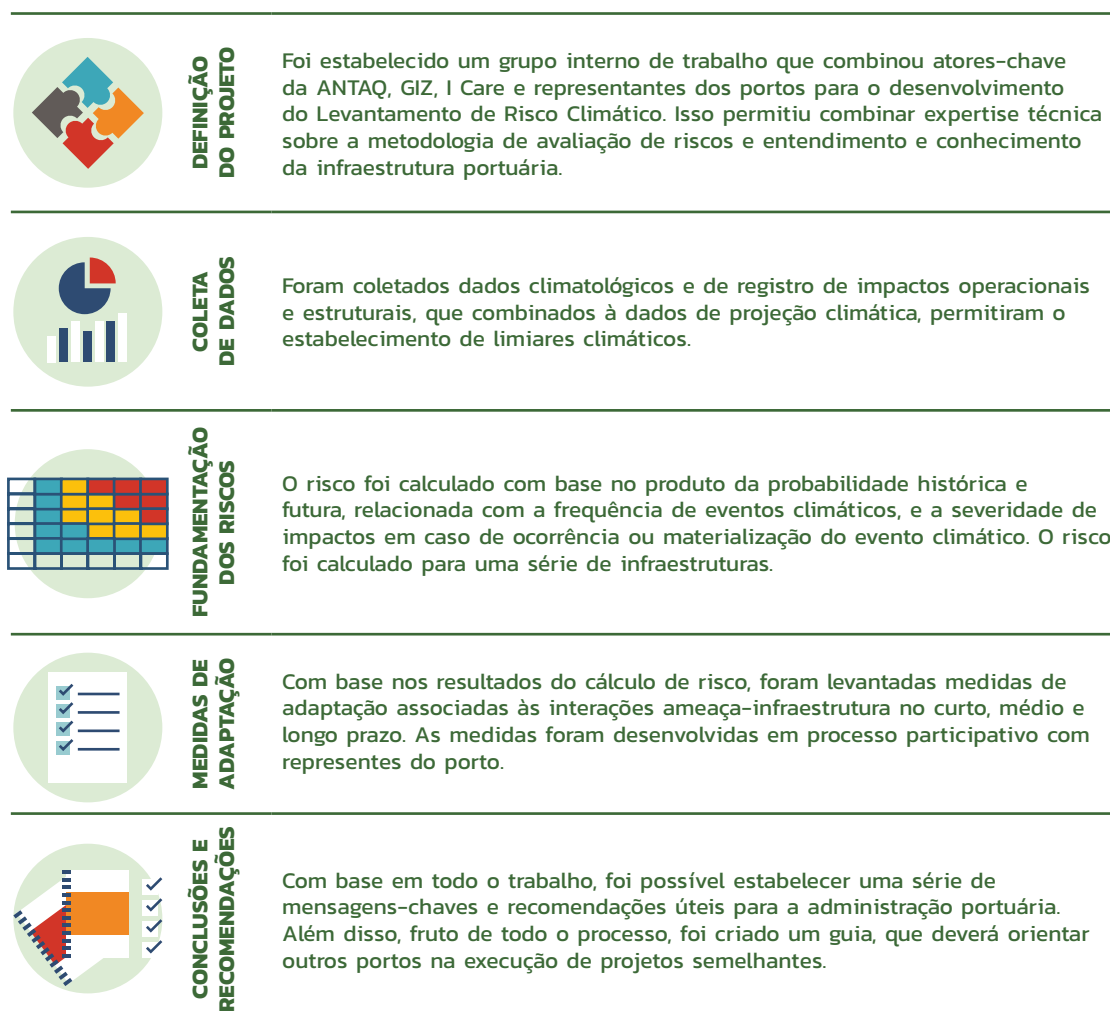 DEFINIÇÃO
DO PROJETO
Foi estabelecido um grupo interno de trabalho que combinou atores-chave
da ANTAQ, GIZ, I Care e representantes dos portos para o desenvolvimento
do Levantamento de Risco Climático. Isso permitiu combinar expertise técnica
sobre a metodologia de avaliação de riscos e entendimento e conhecimento
da infraestrutura portuária.
COLETA
DE DADOS
Foram coletados dados climatológicos e de registro de impactos operacionais
e estruturais, que combinados à dados de projeção climática, permitiram o
estabelecimento de limiares climáticos.
FUNDAMENTAÇÃO
DOS RISCOS
O risco foi calculado com base no produto da probabilidade histórica e
futura, relacionada com a frequência de eventos climáticos, e a severidade de
impactos em caso de ocorrência ou materialização do evento climático. O risco
foi calculado para uma série de infraestruturas.
MEDIDAS DE
ADAPTAÇÃO
Com base nos resultados do cálculo de risco, foram levantadas medidas de
adaptação associadas às interações ameaça-infraestrutura no curto, médio e
longo prazo. As medidas foram desenvolvidas em processo participativo com
representes do porto.
CONCLUSÕES E
RECOMENDAÇÕES
Com base em todo o trabalho, foi possível estabelecer uma série de
mensagens-chaves e recomendações úteis para a administração portuária.
Além disso, fruto de todo o processo, foi criado um guia, que deverá orientar
outros portos na execução de projetos semelhantes.